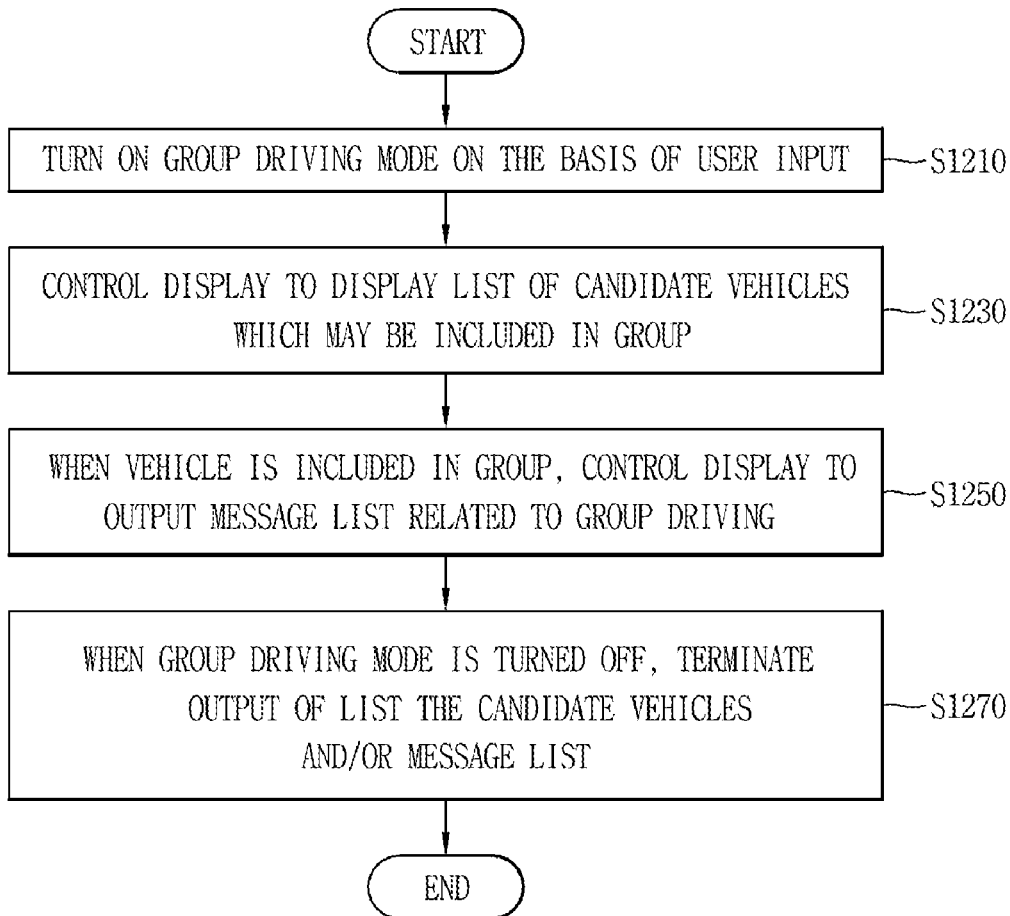 START
TURN ON GROUP DRIVING MODE ON THE BASIS OF USER INPUT
S1210
CONTROL DISPLAY TO DISPLAY LIST OF CANDIDATE VEHICLES
WHICH MAY BE INCLUDED IN GROUP
S1230
WHEN VEHICLE IS INCLUDED IN GROUP, CONTROL DISPLAY TO
OUTPUT MESSAGE LIST RELATED TO GROUP DRIVING
S1250
WHEN GROUP DRIVING MODE IS TURNED OFF, TERMINATE
OUTPUT OF LIST THE CANDIDATE VEHICLES
AND/OR MESSAGE LIST
S1270
END